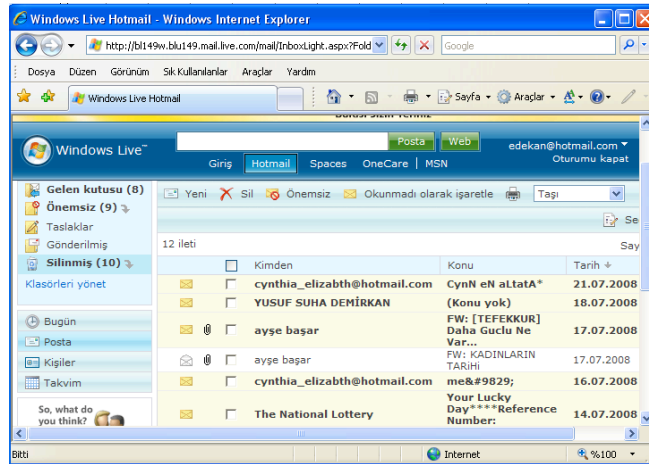 Windows Live Hotmail - Windows Internet Explorer
http://bl149w.blu149.mail.live.com/mail/InboxLight.aspx?Fold
Google
Dosya Düzen Görünüm Sık Kullanılanlar Araçlar Yardım
Windows Live Hotmail
Sayfa Araçlar
Windows Live™
Posta Web
edekan@hotmail.com
Giriş Hotmail Spaces OneCare | MSN
Oturumu kapat
Gelen kutusu (8)
Önemsiz (9)
Taslaklar
Gönderilmiş
Silinmiş (10)
Klasörleri yönet
Bugün
Posta
Kişiler
Takvim
So, what do
you think?
Yeni Sil Önemsiz Okunmadı olarak işaretle Taşı
Se
12 ileti
Say
Kimden Konu Tarih
cynthia_elizabth@hotmail.com CynN eN aLtatA* 21.07.2008
YUSUF SUHA DEMİRKAN (Konu yok) 18.07.2008
ayşe başar FW: [TEFEKKUR] 17.07.2008
Daha Guclu Ne
Var...
ayşe başar FW: KADINLARIN 17.07.2008
TARiHi
cynthia_elizabth@hotmail.com me&#9829; 16.07.2008
The National Lottery Your Lucky 14.07.2008
Day****Reference
Number:
Bitti
Internet
%100